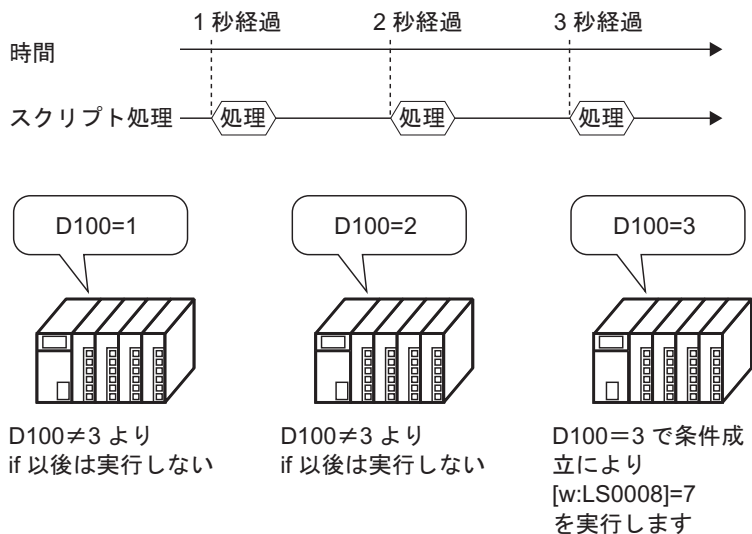 1 秒経過
2 秒経過
3 秒経過
時間
スクリプト処理
処理
処理
処理
D100=1
D100=2
D100=3
D100≠3 より
if 以後は実行しない
D100≠3 より
if 以後は実行しない
D100＝3 で条件成
立により
[w:LS0008]=7
を実行します